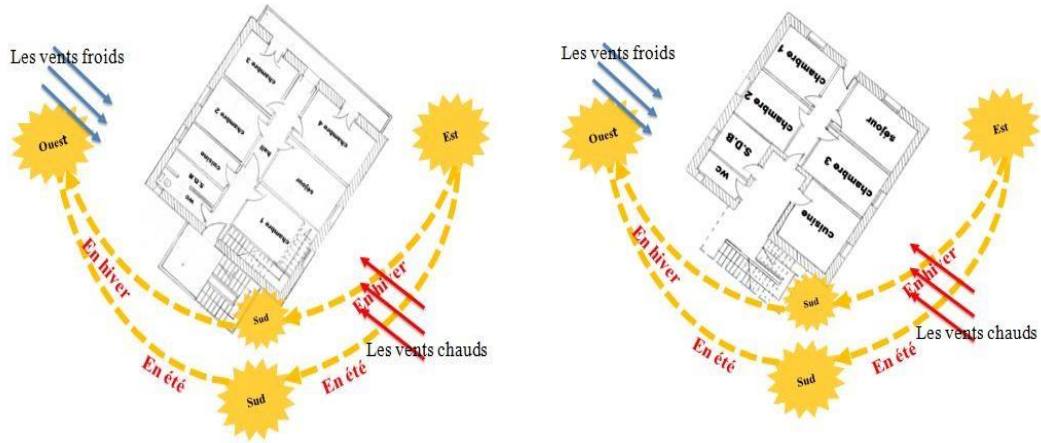 Les vents froids
Ouest
Est
chambre 3
chambre 2
cuisine
S.D.B
WC
hall
chambre 4
séjour
chambre 1
En hiver
En hiver
Sud
Les vents chauds
En été
En été
Sud
Les vents froids
Ouest
Est
chambre 1
chambre 2
S.D.B
WC
séjour
chambre 3
cuisine
En hiver
En hiver
Sud
Les vents chauds
En été
En été
Sud